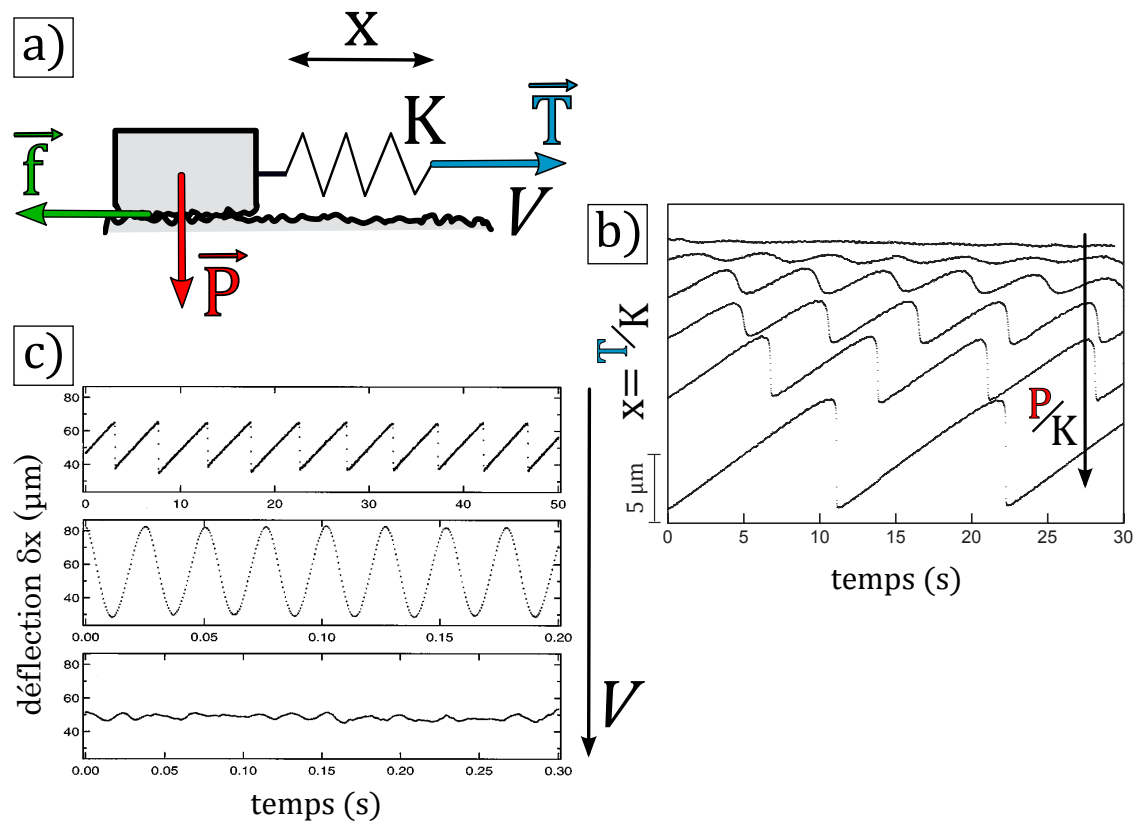 a)
x
K
T
f
V
P
b)
x=T/K
P/K
5 μm
0 5 10 15 20 25 30
temps (s)
c)
déflection δx (μm)
80
60
40
0 10 20 30 40 50
80
60
40
0.00 0.05 0.10 0.15 0.20
80
60
40
0.00 0.05 0.10 0.15 0.20 0.25 0.30
temps (s)
V